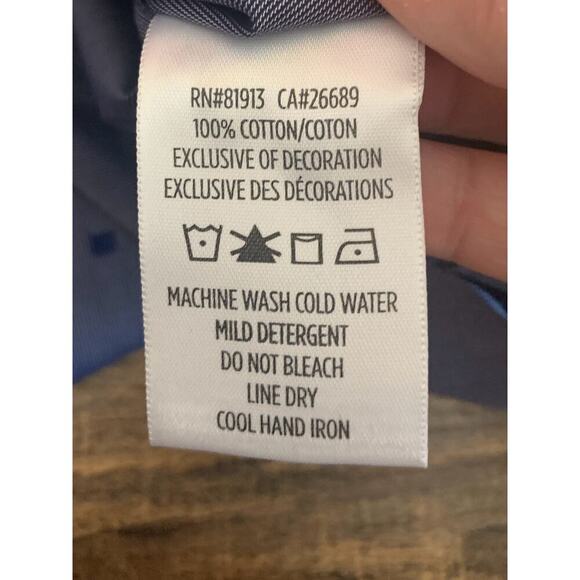 RN#81913 CA#26689
100% COTTON/COTON
EXCLUSIVE OF DECORATION
EXCLUSIVE DES DÉCORATIONS
MACHINE WASH COLD WATER
MILD DETERGENT
DO NOT BLEACH
LINE DRY
COOL HAND IRON